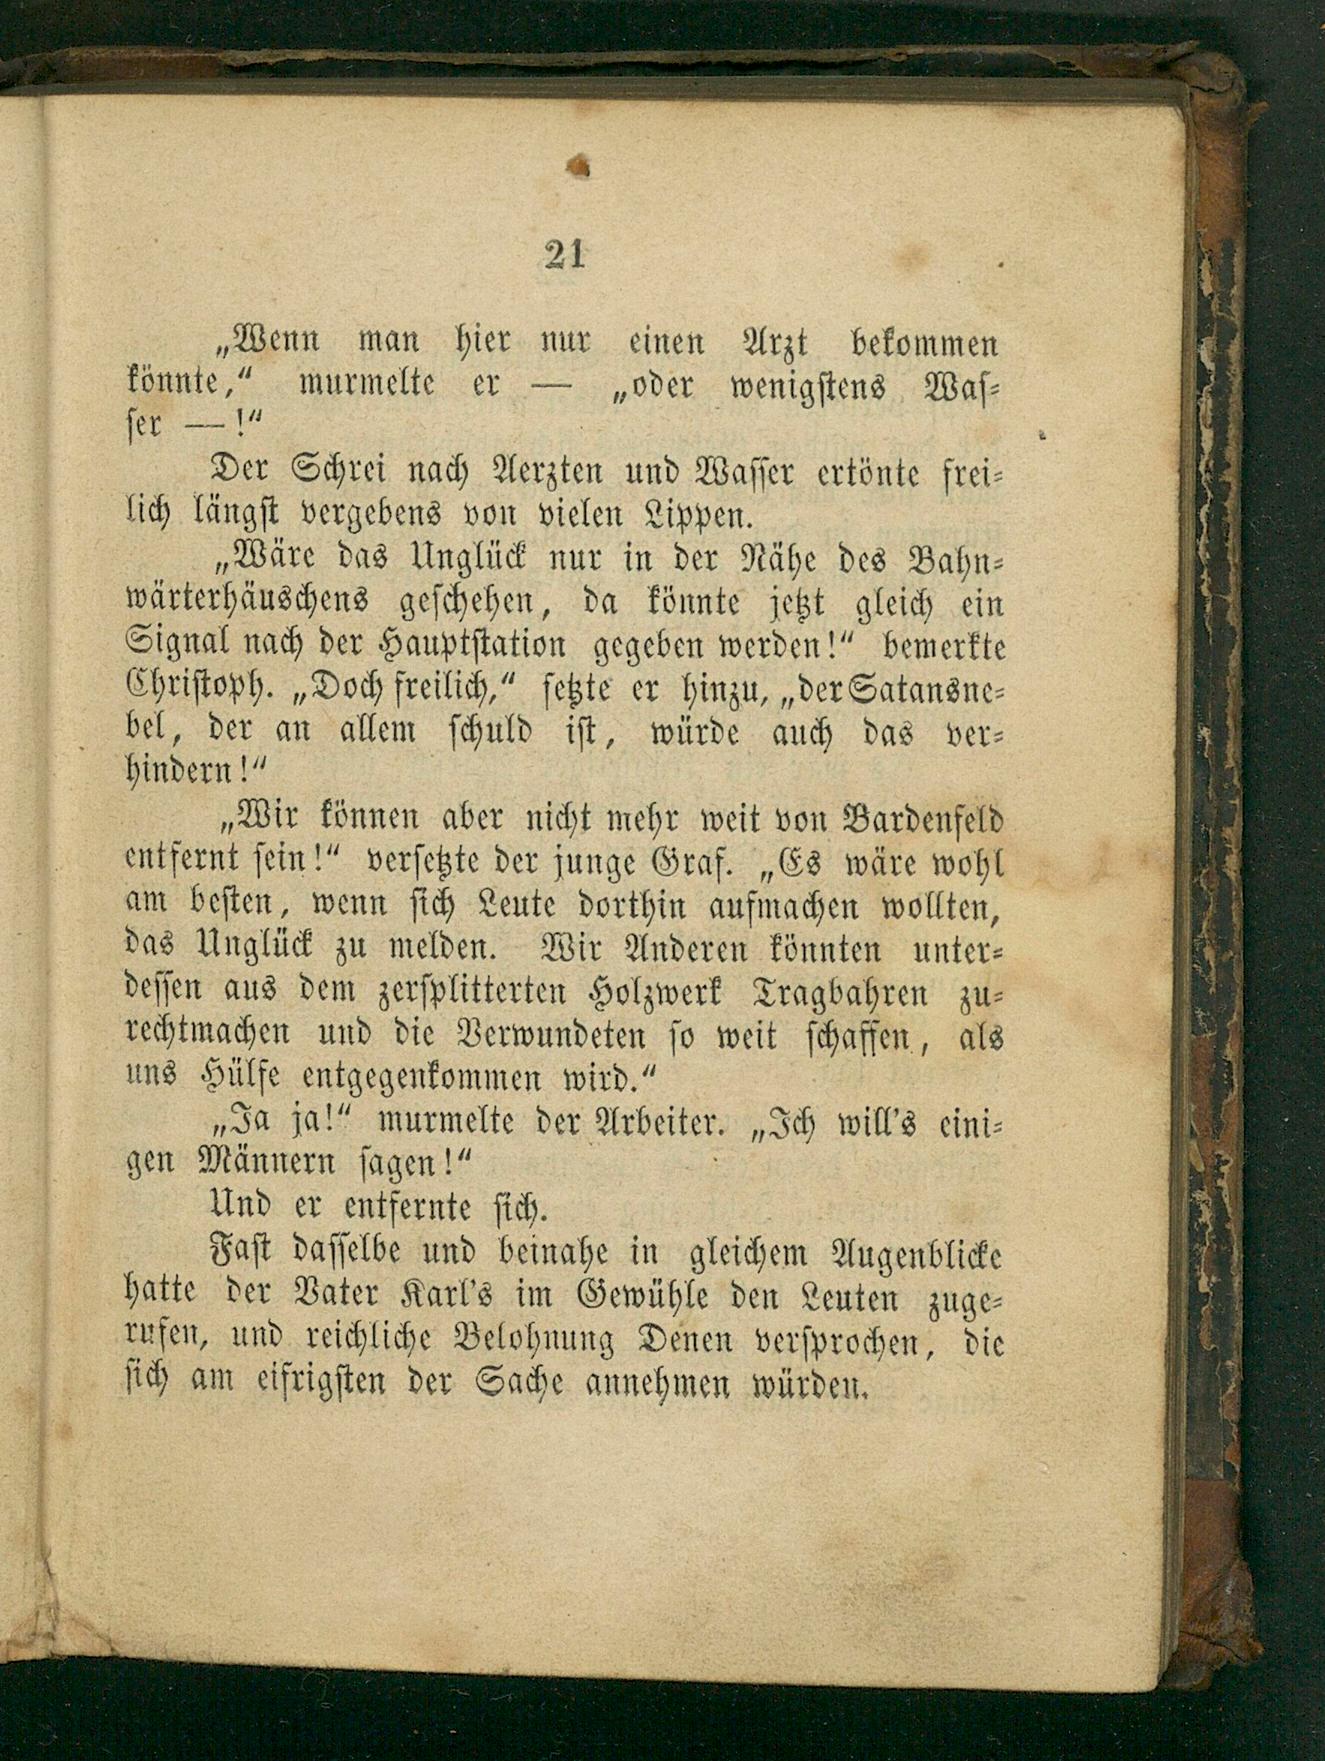 21
„Wenn man hier nur einen Arzt bekommen
könnte,“ murmelte er — „oder wenigstens Waſ-
ſer —!“
Der Schrei nach Aerzten und Waſſer ertönte frei-
lich längſt vergebens von vielen Lippen.
„Wäre das Unglück nur in der Nähe des Bahn-
wärterhäuschens geſchehen, da könnte jetzt gleich ein
Signal nach der Hauptſtation gegeben werden!“ bemerkte
Chriſtoph. „Doch freilich,“ ſetzte er hinzu, „der Satansne-
bel, der an allem ſchuld iſt, würde auch das ver-
hindern!“
„Wir können aber nicht mehr weit von Bardenfeld
entfernt ſein!“ verſetzte der junge Graf. „Es wäre wohl
am beſten, wenn ſich Leute dorthin aufmachen wollten,
das Unglück zu melden. Wir Anderen könnten unter-
deſſen aus dem zerſplitterten Holzwerk Tragbahren zu-
rechtmachen und die Verwundeten ſo weit ſchaffen, als
uns Hülfe entgegenkommen wird.“
„Ja ja!“ murmelte der Arbeiter. „Ich will's eini-
gen Männern ſagen!“
Und er entfernte ſich.
Faſt daſſelbe und beinahe in gleichem Augenblicke
hatte der Vater Karl's im Gewühle den Leuten zuge-
rufen, und reichliche Belohnung Denen verſprochen, die
ſich am eifrigſten der Sache annehmen würden.